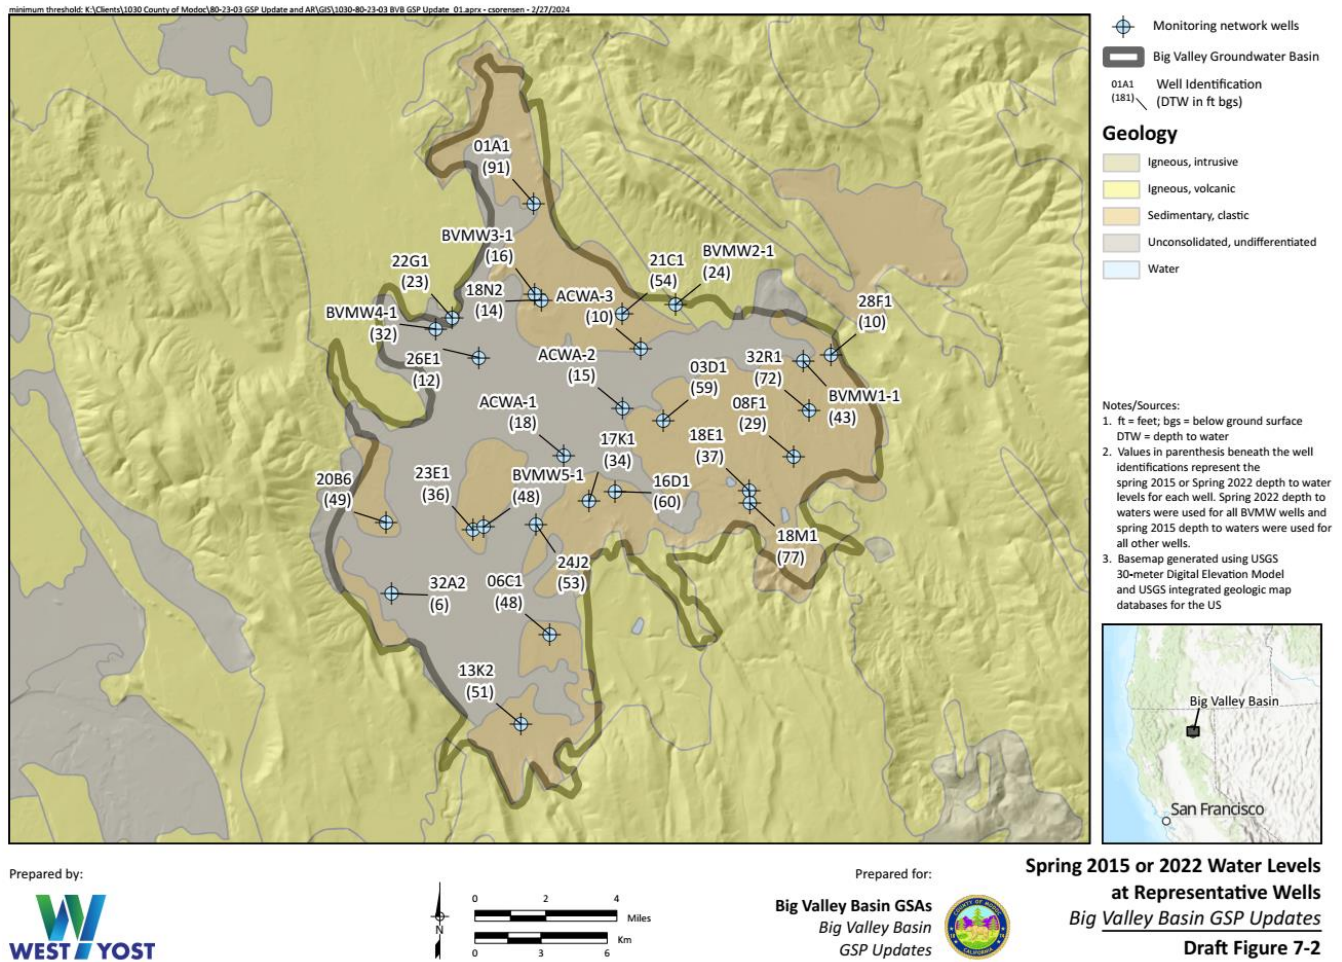 minimum threshold: K:\Clients\1030 County of Modoc\80-23-03 GSP Update and AR\GIS\1030-80-23-03 BVB GSP Update_01.aprx - csorensen - 2/27/2024
01A1
(91)
BVMW3-1
(16)
22G1
(23)
18N2
(14)
BVMW4-1
(32)
26E1
(12)
ACWA-3
(10)
21C1
(54)
BVMW2-1
(24)
28F1
(10)
ACWA-2
(15)
03D1
(59)
32R1
(72)
BVMW1-1
(43)
08F1
(29)
ACWA-1
(18)
17K1
(34)
18E1
(37)
20B6
(49)
23E1
(36)
BVMW5-1
(48)
16D1
(60)
18M1
(77)
24J2
(53)
32A2
(6)
06C1
(48)
13K2
(51)
Monitoring network wells
Big Valley Groundwater Basin
01A1
(181)
Well Identification
(DTW in ft bgs)
Geology
Igneous, intrusive
Igneous, volcanic
Sedimentary, clastic
Unconsolidated, undifferentiated
Water
Notes/Sources:
1. ft = feet; bgs = below ground surface
DTW = depth to water
2. Values in parenthesis beneath the well
identifications represent the
spring 2015 or Spring 2022 depth to water
levels for each well. Spring 2022 depth to
waters were used for all BVMW wells and
spring 2015 depth to waters were used for
all other wells.
3. Basemap generated using USGS
30-meter Digital Elevation Model
and USGS integrated geologic map
databases for the US
Big Valley Basin
San Francisco
Prepared by:
WEST YOST
N
0 2 4
Miles
Km
0 3 6
Prepared for:
Big Valley Basin GSAs
Big Valley Basin
GSP Updates
COUNTY OF MODOC
CALIFORNIA
Spring 2015 or 2022 Water Levels
at Representative Wells
Big Valley Basin GSP Updates
Draft Figure 7-2